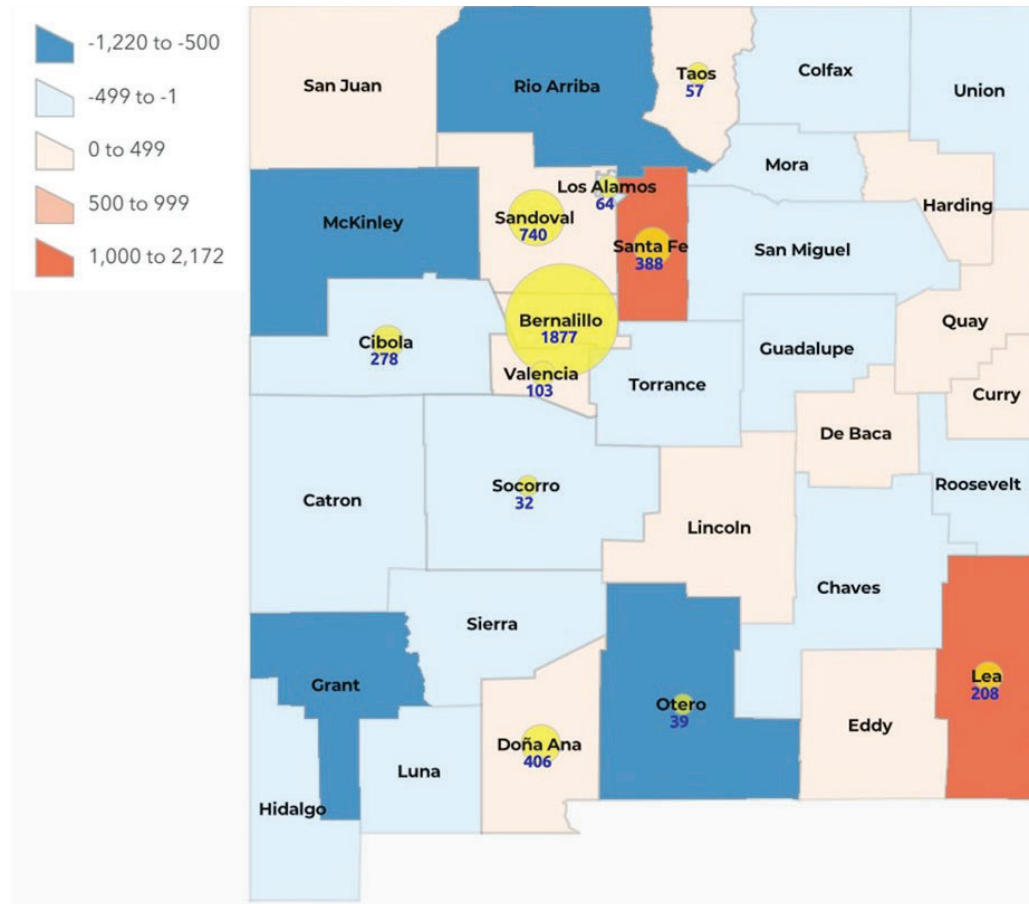 -1,220 to -500
-499 to -1
0 to 499
500 to 999
1,000 to 2,172
San Juan
Rio Arriba
Taos
57
Colfax
Union
Mora
Los Alamos
64
Harding
McKinley
Sandoval
740
Santa Fe
388
San Miguel
Bernalillo
1877
Quay
Cibola
278
Guadalupe
Valencia
103
Torrance
Curry
De Baca
Catron
Socorro
32
Roosevelt
Lincoln
Chaves
Sierra
Grant
Otero
39
Lea
208
Doña Ana
406
Eddy
Luna
Hidalgo